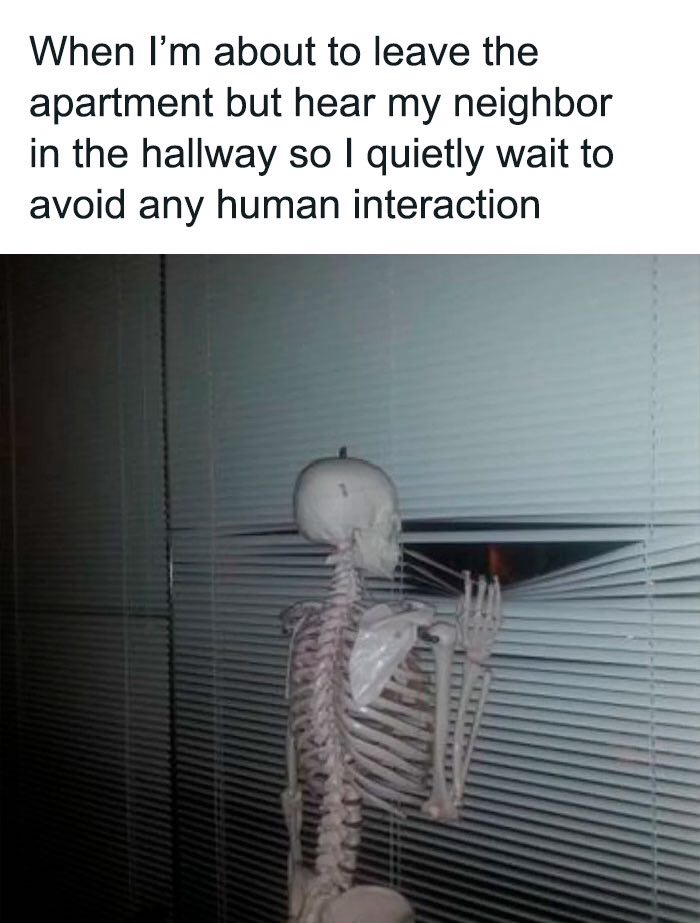 When I’m about to leave the
apartment but hear my neighbor
in the hallway so I quietly wait to
avoid any human interaction